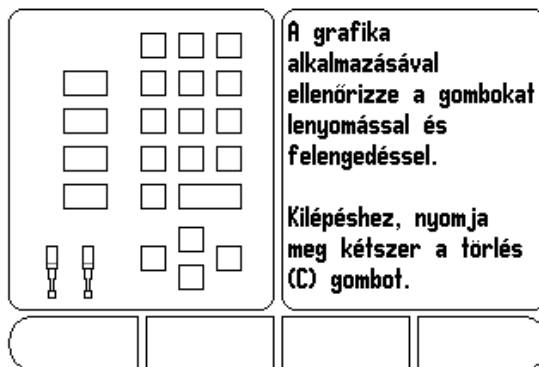 A grafika
alkalmazásával
ellenőrizze a gombokat
lenyomással és
felengedéssel.
Kilépéshez, nyomja
meg kétszer a törlés
(C) gombot.